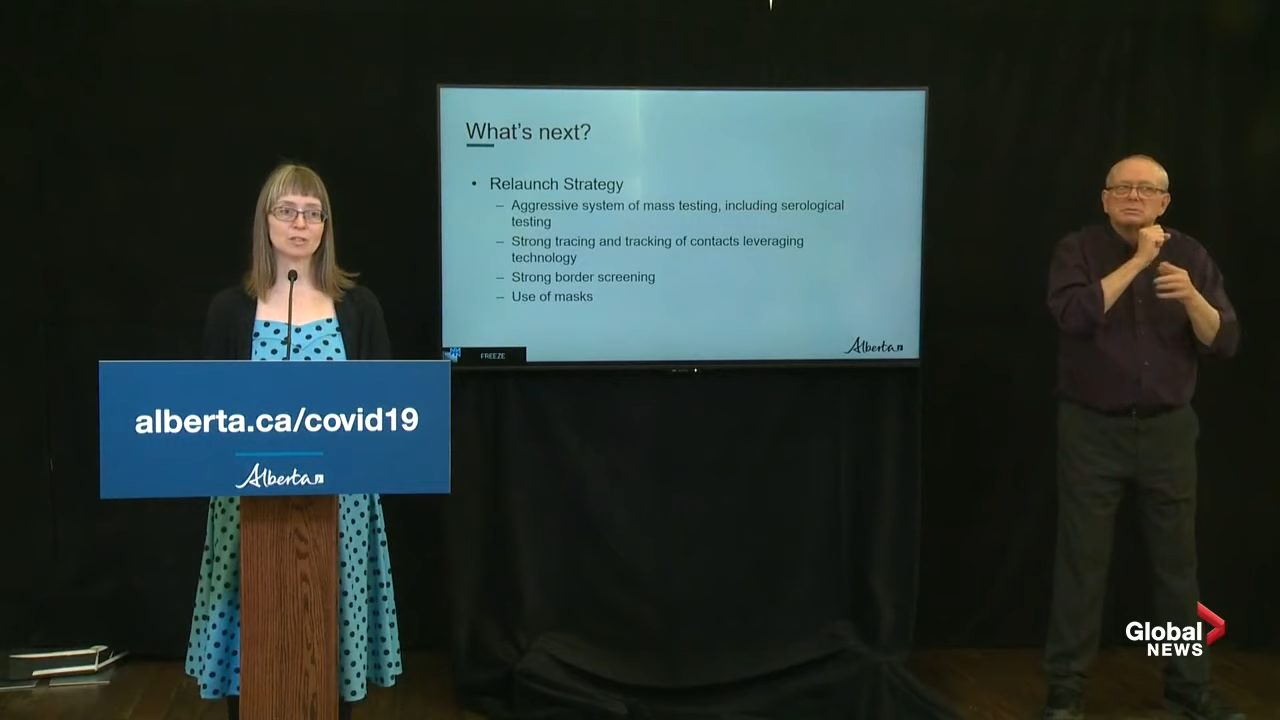 What's next?
• Relaunch Strategy
– Aggressive system of mass testing, including serological
testing
– Strong tracing and tracking of contacts leveraging
technology
– Strong border screening
– Use of masks
Alberta
FREEZE
alberta.ca/covid19
Alberta
Global
NEWS